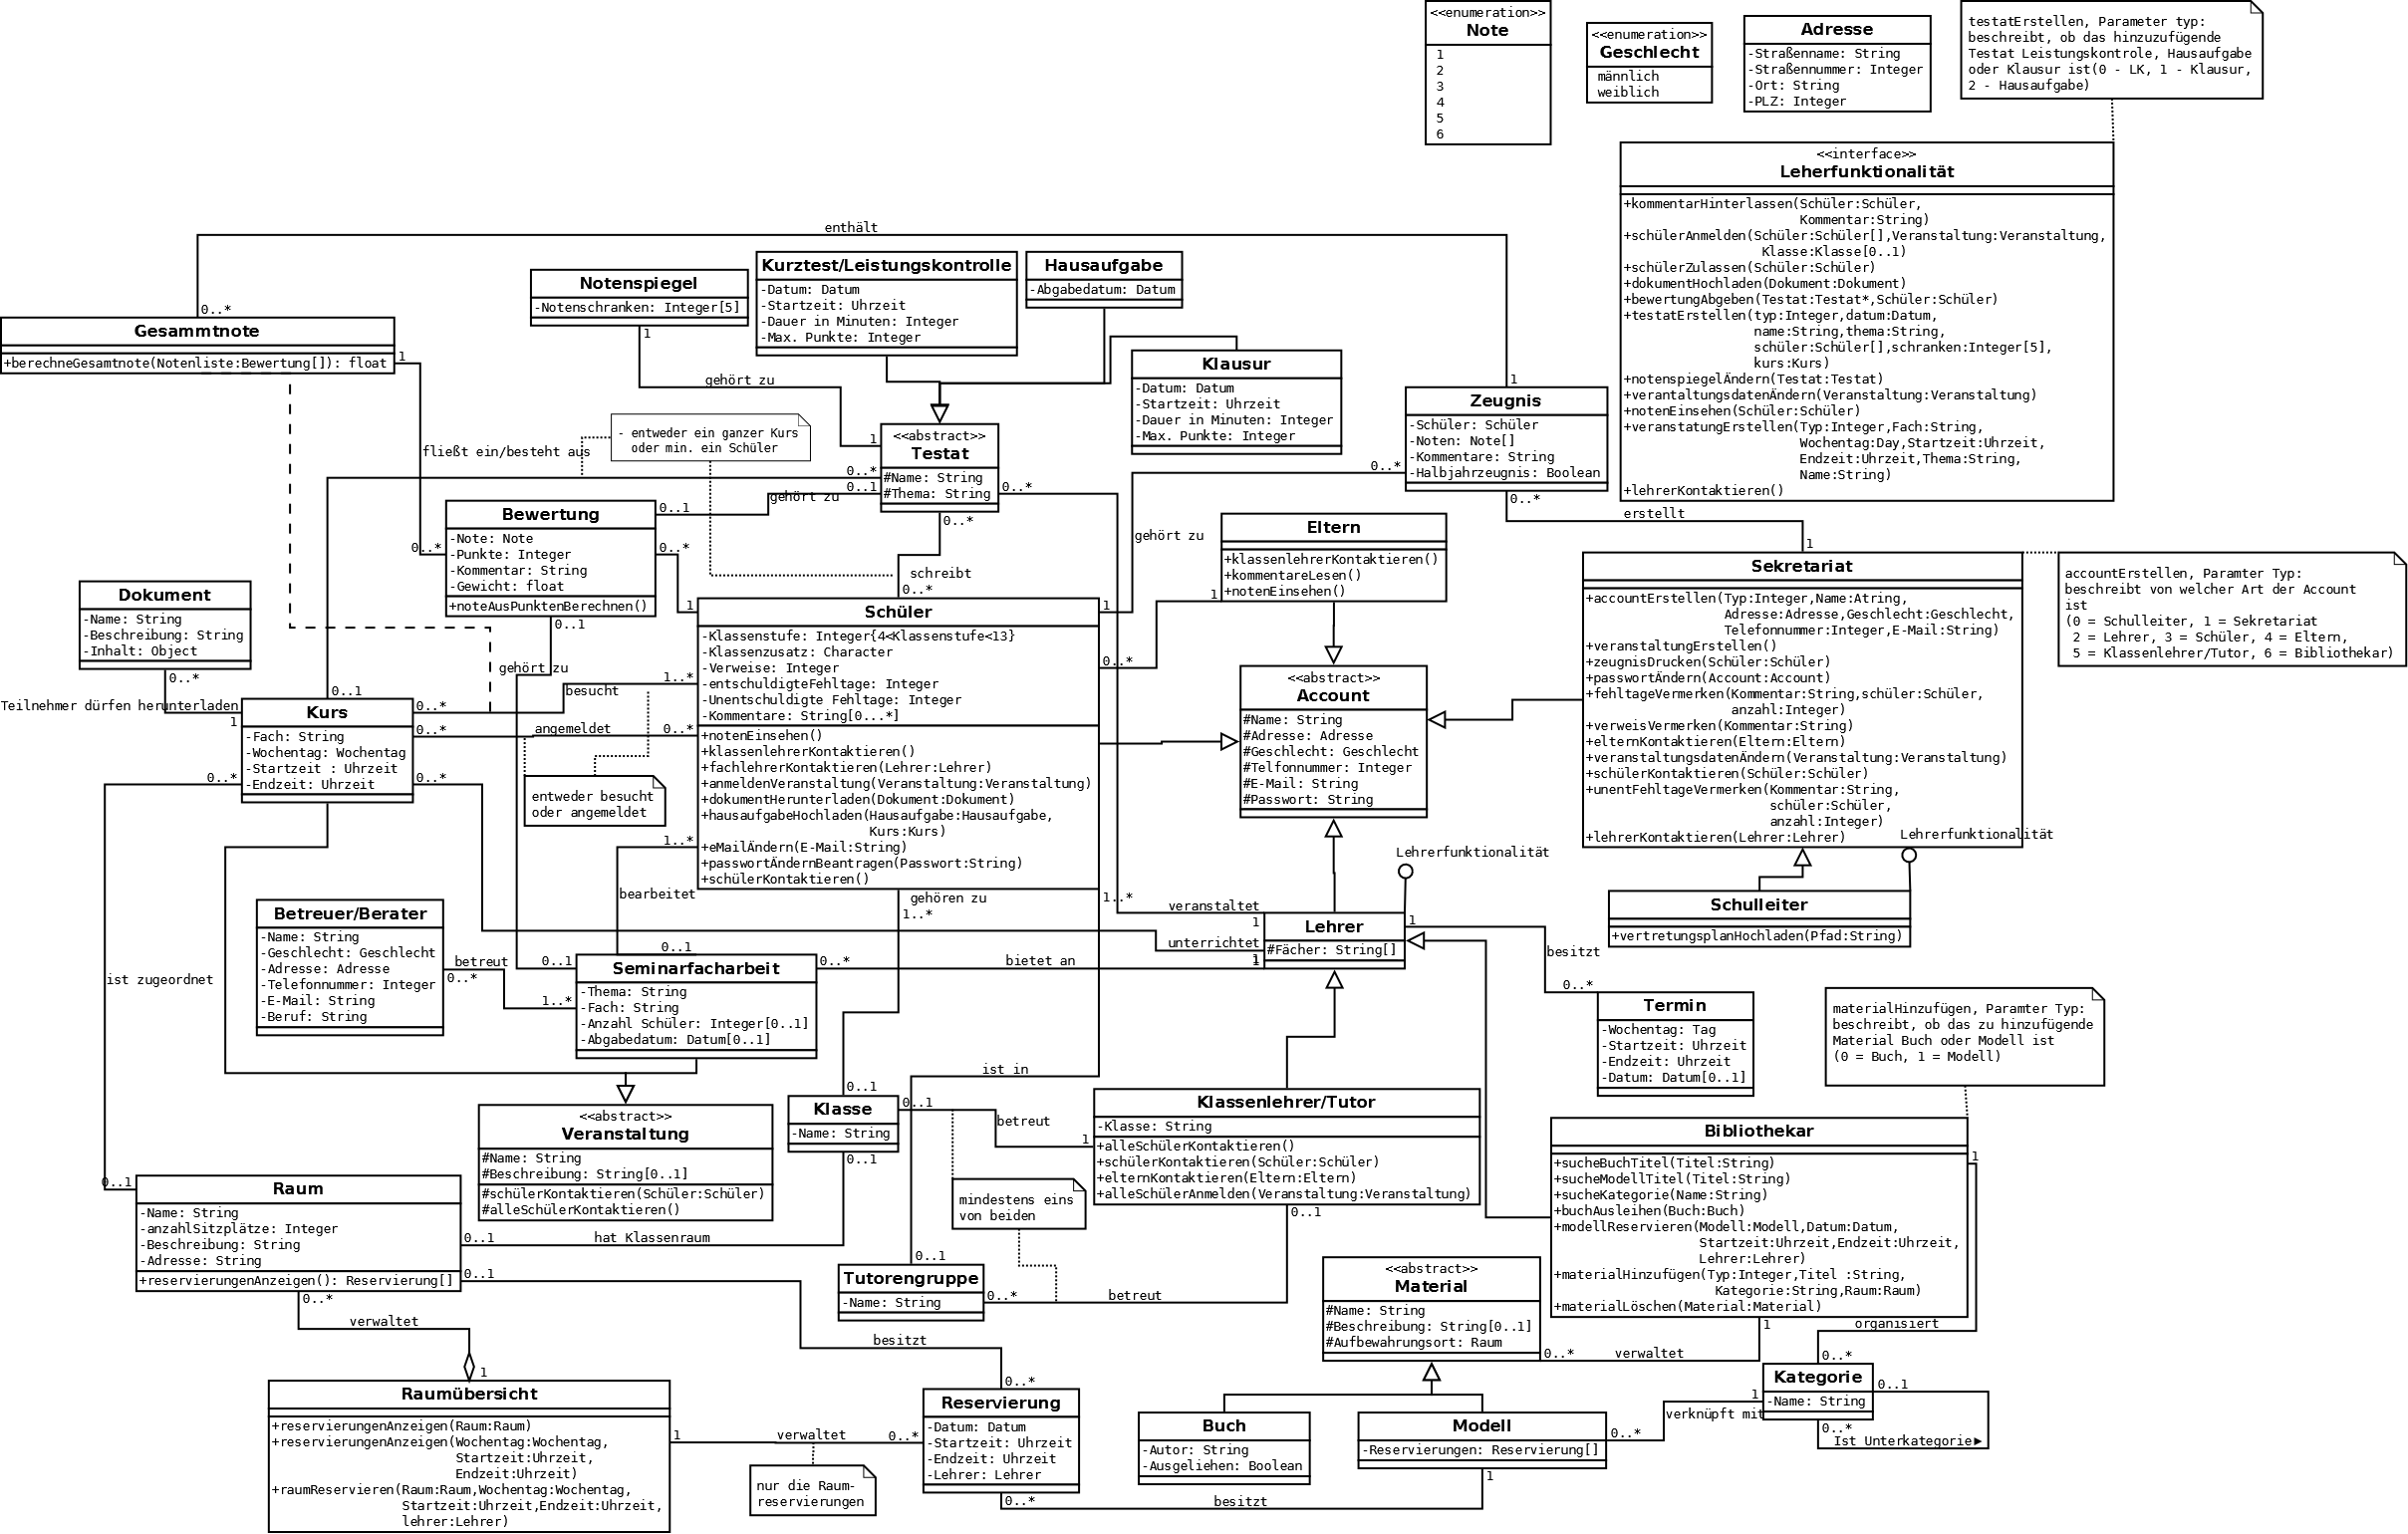 <<enumeration>>
Note
1
2
3
4
5
6
<<enumeration>>
Geschlecht
männlich
weiblich
Adresse
-Straßenname: String
-Straßennummer: Integer
-Ort: String
-PLZ: Integer
testatErstellen, Parameter typ:
beschreibt, ob das hinzuzufügende
Testat Leistungskontrole, Hausaufgabe
oder Klausur ist(0 - LK, 1 - Klausur,
2 - Hausaufgabe)
<<interface>>
Leherfunktionalität
+kommentarHinterlassen(Schüler:Schüler,
Kommentar:String)
+schülerAnmelden(Schüler:Schüler[],Veranstaltung:Veranstaltung,
Klasse:Klasse[0..1)
+schülerZulassen(Schüler:Schüler)
+dokumentHochladen(Dokument:Dokument)
+bewertungAbgeben(Testat:Testat*,Schüler:Schüler)
+testatErstellen(typ:Integer,datum:Datum,
name:String,thema:String,
schüler:Schüler[],schranken:Integer[5],
kurs:Kurs)
+notenspiegelÄndern(Testat:Testat)
+verantaltungsdatenÄndern(Veranstaltung:Veranstaltung)
+notenEinsehen(Schüler:Schüler)
+veranstatungErstellen(Typ:Integer,Fach:String,
Wochentag:Day,Startzeit:Uhrzeit,
Endzeit:Uhrzeit,Thema:String,
Name:String)
+lehrerKontaktieren()
enthält
0..*
1
Gesammtnote
+berechneGesamtnote(Notenliste:Bewertung[]): float
1
fließt ein/besteht aus
0..*
Notenspiegel
-Notenschranken: Integer[5]
1
gehört zu
1
Kurztest/Leistungskontrolle
-Datum: Datum
-Startzeit: Uhrzeit
-Dauer in Minuten: Integer
-Max. Punkte: Integer
Hausaufgabe
-Abgabedatum: Datum
Klausur
-Datum: Datum
-Startzeit: Uhrzeit
-Dauer in Minuten: Integer
-Max. Punkte: Integer
- entweder ein ganzer Kurs
oder min. ein Schüler
<<abstract>>
Testat
#Name: String
#Thema: String
0..*
0..1
gehört zu
0..1
0..*
0..*
schreibt
0..*
Zeugnis
-Schüler: Schüler
-Noten: Note[]
-Kommentare: String
-Halbjahrzeugnis: Boolean
0..*
0..*
erstellt
1
gehört zu
1
Bewertung
-Note: Note
-Punkte: Integer
-Kommentar: String
-Gewicht: float
+noteAusPunktenBerechnen()
0..*
1
0..1
gehört zu
0..1
Eltern
+klassenlehrerKontaktieren()
+kommentareLesen()
+notenEinsehen()
1
0..*
Sekretariat
+accountErstellen(Typ:Integer,Name:Atring,
Adresse:Adresse,Geschlecht:Geschlecht,
Telefonnummer:Integer,E-Mail:String)
+veranstaltungErstellen()
+zeugnisDrucken(Schüler:Schüler)
+passwortÄndern(Account:Account)
+fehltageVermerken(Kommentar:String,schüler:Schüler,
anzahl:Integer)
+verweisVermerken(Kommentar:String)
+elternKontaktieren(Eltern:Eltern)
+veranstaltungsdatenÄndern(Veranstaltung:Veranstaltung)
+schülerKontaktieren(Schüler:Schüler)
+unentFehltageVermerken(Kommentar:String,
schüler:Schüler,
anzahl:Integer)
+lehrerKontaktieren(Lehrer:Lehrer)
accountErstellen, Paramter Typ:
beschreibt von welcher Art der Account
ist
(0 = Schulleiter, 1 = Sekretariat
2 = Lehrer, 3 = Schüler, 4 = Eltern,
5 = Klassenlehrer/Tutor, 6 = Bibliothekar)
Dokument
-Name: String
-Beschreibung: String
-Inhalt: Object
0..*
Teilnehmer dürfen herunterladen
1
Schüler
-Klassenstufe: Integer{4<Klassenstufe<13}
-Klassenzusatz: Character
-Verweise: Integer
-entschuldigteFehltage: Integer
-Unentschuldigte Fehltage: Integer
-Kommentare: String[0...*]
+notenEinsehen()
+klassenlehrerKontaktieren()
+fachlehrerKontaktieren(Lehrer:Lehrer)
+anmeldenVeranstaltung(Veranstaltung:Veranstaltung)
+dokumentHerunterladen(Dokument:Dokument)
+hausaufgabeHochladen(Hausaufgabe:Hausaufgabe,
Kurs:Kurs)
+eMailÄndern(E-Mail:String)
+passwortÄndernBeantragen(Passwort:String)
+schülerKontaktieren()
<<abstract>>
Account
#Name: String
#Adresse: Adresse
#Geschlecht: Geschlecht
#Telfonnummer: Integer
#E-Mail: String
#Passwort: String
0..1
Kurs
-Fach: String
-Wochentag: Wochentag
-Startzeit : Uhrzeit
-Endzeit: Uhrzeit
0..*
besucht
1..*
0..*
angemeldet
0..*
0..*
0..*
entweder besucht
oder angemeldet
1..*
bearbeitet
0..1
gehören zu
1..*
1..*
Lehrerfunktionalität
Lehrerfunktionalität
Schulleiter
+vertretungsplanHochladen(Pfad:String)
veranstaltet
1
unterrichtet
1
bietet an
1
Lehrer
#Fächer: String[]
1
besitzt
0..*
Betreuer/Berater
-Name: String
-Geschlecht: Geschlecht
-Adresse: Adresse
-Telefonnummer: Integer
-E-Mail: String
-Beruf: String
betreut
0..*
1..*
Seminarfacharbeit
-Thema: String
-Fach: String
-Anzahl Schüler: Integer[0..1]
-Abgabedatum: Datum[0..1]
0..*
ist zugeordnet
0..1
Termin
-Wochentag: Tag
-Startzeit: Uhrzeit
-Endzeit: Uhrzeit
-Datum: Datum[0..1]
materialHinzufügen, Paramter Typ:
beschreibt, ob das zu hinzufügende
Material Buch oder Modell ist
(0 = Buch, 1 = Modell)
ist in
0..1
<<abstract>>
Veranstaltung
#Name: String
#Beschreibung: String[0..1]
#schülerKontaktieren(Schüler:Schüler)
#alleSchülerKontaktieren()
Klasse
-Name: String
0..1
betreut
1
0..1
Klassenlehrer/Tutor
-Klasse: String
+alleSchülerKontaktieren()
+schülerKontaktieren(Schüler:Schüler)
+elternKontaktieren(Eltern:Eltern)
+alleSchülerAnmelden(Veranstaltung:Veranstaltung)
0..1
Bibliothekar
+sucheBuchTitel(Titel:String)
+sucheModellTitel(Titel:String)
+sucheKategorie(Name:String)
+buchAusleihen(Buch:Buch)
+modellReservieren(Modell:Modell,Datum:Datum,
Startzeit:Uhrzeit,Endzeit:Uhrzeit,
Lehrer:Lehrer)
+materialHinzufügen(Typ:Integer,Titel :String,
Kategorie:String,Raum:Raum)
+materialLöschen(Material:Material)
1
organisiert
0..*
1
verwaltet
0..*
mindestens eins
von beiden
Raum
-Name: String
-anzahlSitzplätze: Integer
-Beschreibung: String
-Adresse: String
+reservierungenAnzeigen(): Reservierung[]
0..1
hat Klassenraum
0..1
0..1
Tutorengruppe
-Name: String
0..*
betreut
<<abstract>>
Material
#Name: String
#Beschreibung: String[0..1]
#Aufbewahrungsort: Raum
0..*
verwaltet
1
besitzt
0..*
Raumübersicht
+reservierungenAnzeigen(Raum:Raum)
+reservierungenAnzeigen(Wochentag:Wochentag,
Startzeit:Uhrzeit,
Endzeit:Uhrzeit)
+raumReservieren(Raum:Raum,Wochentag:Wochentag,
Startzeit:Uhrzeit,Endzeit:Uhrzeit,
lehrer:Lehrer)
1
verwaltet
0..*
nur die Raum-
reservierungen
Reservierung
-Datum: Datum
-Startzeit: Uhrzeit
-Endzeit: Uhrzeit
-Lehrer: Lehrer
0..*
besitzt
1
Buch
-Autor: String
-Ausgeliehen: Boolean
Modell
-Reservierungen: Reservierung[]
0..*
verknüpft mit
1
Kategorie
-Name: String
0..1
0..*
Ist Unterkategorie